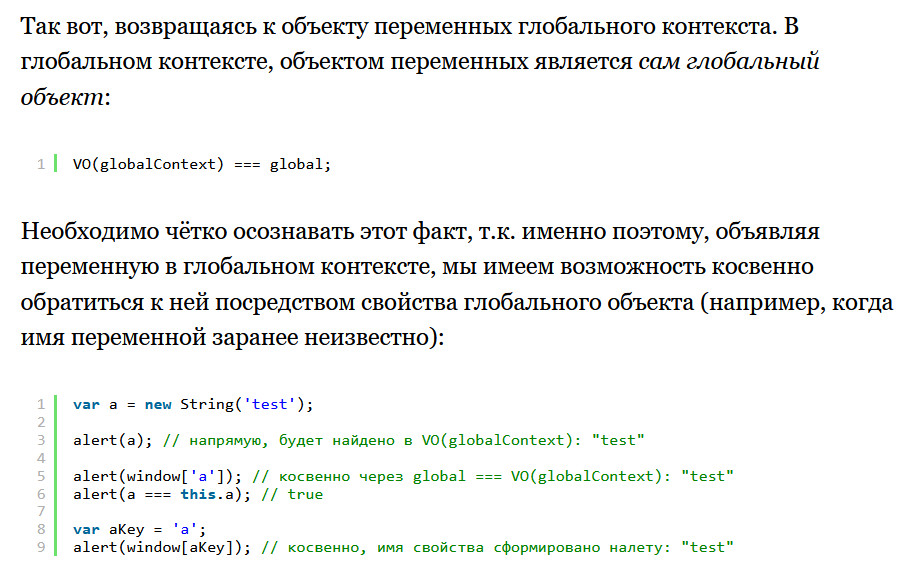 Так вот, возвращаясь к объекту переменных глобального контекста. В
глобальном контексте, объектом переменных является сам глобальный
объект:
1 VO(globalContext) === global;
Необходимо чётко осознавать этот факт, т.к. именно поэтому, объявляя
переменную в глобальном контексте, мы имеем возможность косвенно
обратиться к ней посредством свойства глобального объекта (например, когда
имя переменной заранее неизвестно):
1 var a = new String('test');
2
3 alert(a); // напрямую, будет найдено в VO(globalContext): "test"
4
5 alert(window['a']); // косвенно через global === VO(globalContext): "test"
6 alert(a === this.a); // true
7
8 var aKey = 'a';
9 alert(window[aKey]); // косвенно, имя свойства сформировано налету: "test"